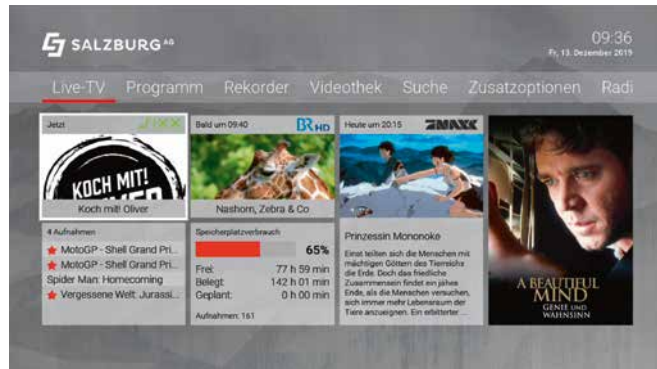 SALZBURG AG
09:36
Fr, 13. Dezember 2019
Live-TV Programm Rekorder Videothek Suche Zusatzoptionen Radi
Jetzt JIXX
KOCH MIT!
Koch mit! Oliver
Bald um 09:40 BR HD
Nashorn, Zebra & Co
Heute um 20:15 MAXX
Prinzessin Mononoke
Einst teilten sich die Menschen mit
mächtigen Göttern des Tierreichs
die Erde. Doch das friedliche
Zusammensein findet ein jähes
Ende, als die Menschen versuchen,
sich immer mehr Lebensraum der
Tiere anzueignen. Ein erbitterter ...
4 Aufnahmen
MotoGP - Shell Grand Pri...
MotoGP - Shell Grand Pri...
Spider Man: Homecoming
Vergessene Welt: Jurassi...
Speicherplatzverbrauch
65%
Frei: 77 h 59 min
Belegt: 142 h 01 min
Geplant: 0 h 00 min
Aufnahmen: 161
A BEAUTIFUL
MIND
GENIE UND
WAHNSINN